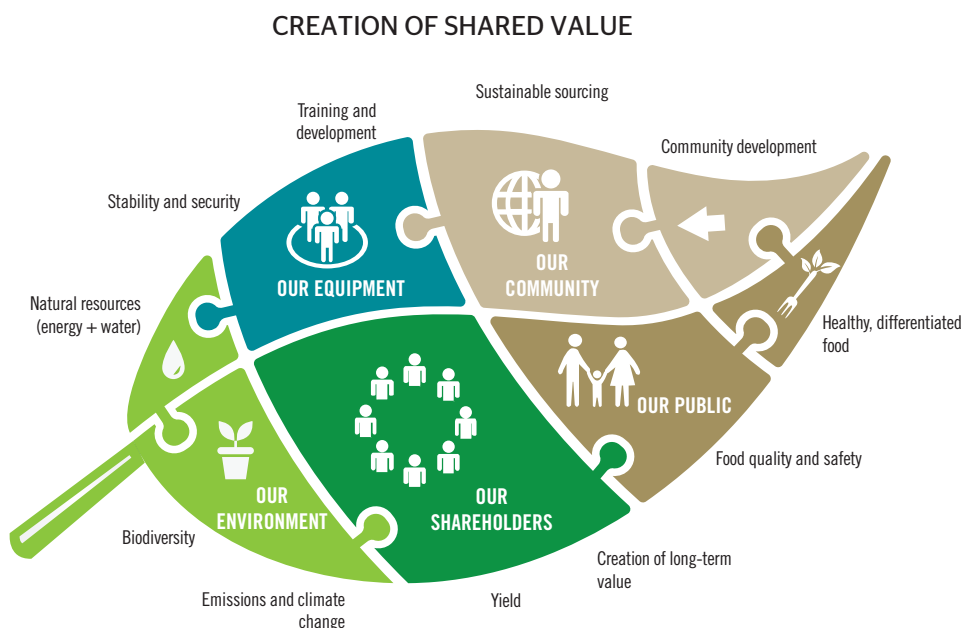 CREATION OF SHARED VALUE
Sustainable sourcing
Training and
development
Community development
Stability and security
OUR EQUIPMENT
OUR
COMMUNITY
Natural resources
(energy + water)
Healthy, differentiated
food
OUR PUBLIC
Food quality and safety
OUR
ENVIRONMENT
OUR
SHAREHOLDERS
Biodiversity
Creation of long-term
value
Emissions and climate
change
Yield